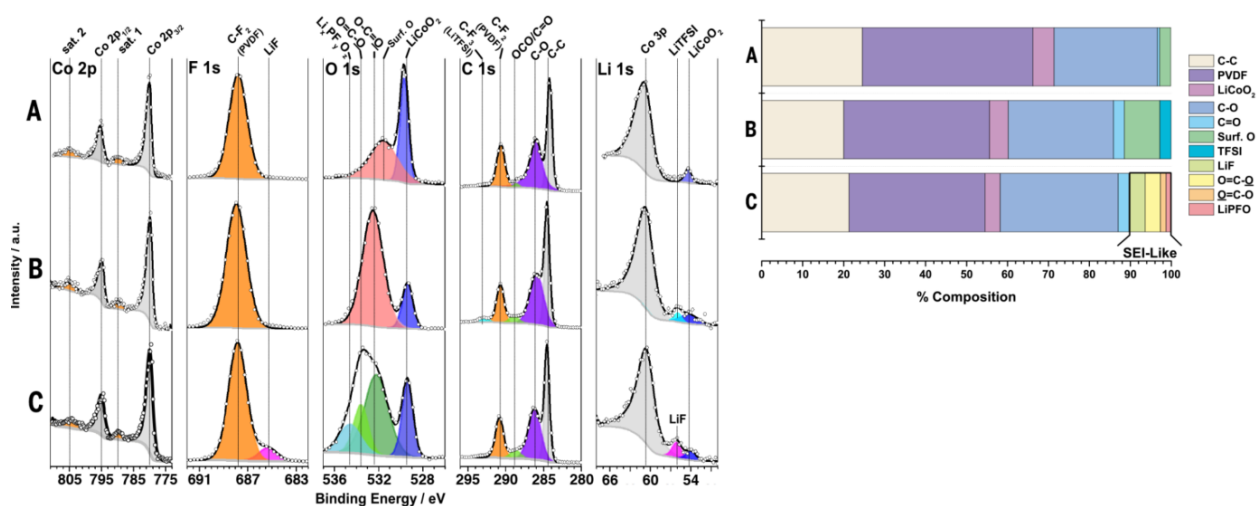 sat. 2
Co 2p1/2
sat. 1
Co 2p3/2
C-F2
(PVDF)
LiF
LixPFyOz
O=C-O
O-C=O
Surf. O
LiCoO2
C-F3
(LiTFSI)
C-F2
(PVDF)
OCO/C=O
C-O
C-C
Co 3p
LiTFSI
LiCoO2
Co 2p
F 1s
O 1s
C 1s
Li 1s
A
B
C
LiF
Intensity / a.u.
805 795 785 775
691 687 683
536 532 528
295 290 285 280
66 60 54
Binding Energy / eV
A
B
C
SEI-Like
0 10 20 30 40 50 60 70 80 90 100
% Composition
C-C
PVDF
LiCoO2
C-O
C=O
Surf. O
TFSI
LiF
O=C-O
O=C-O
LiPFO